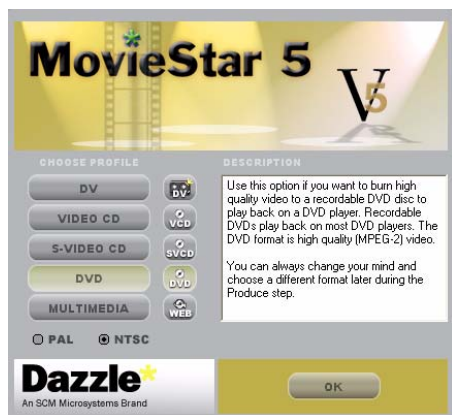 MovieStar 5
V5
CHOOSE PROFILE
DV
DV
VIDEO CD
VCD
S-VIDEO CD
SVCD
DVD
DVD
MULTIMEDIA
WEB
PAL
NTSC
DESCRIPTION
Use this option if you want to burn high
quality video to a recordable DVD disc to
play back on a DVD player. Recordable
DVDs play back on most DVD players. The
DVD format is high quality (MPEG-2) video.
You can always change your mind and
choose a different format later during the
Produce step.
Dazzle*
An SCM Microsystems Brand
OK